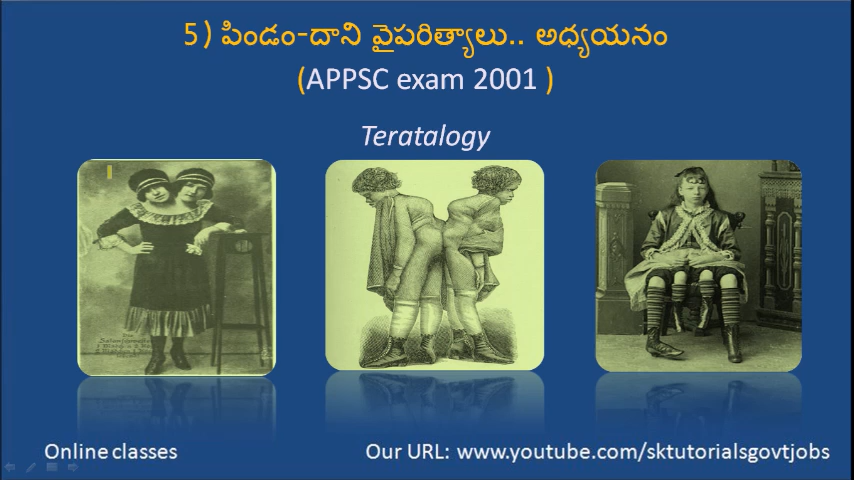 5) పిండం-దాని వైపరిత్యాలు.. అధ్యయనం
(APPSC exam 2001 )
Teratalogy
Online classes
Our URL: www.youtube.com/sktutorialsgovtjobs